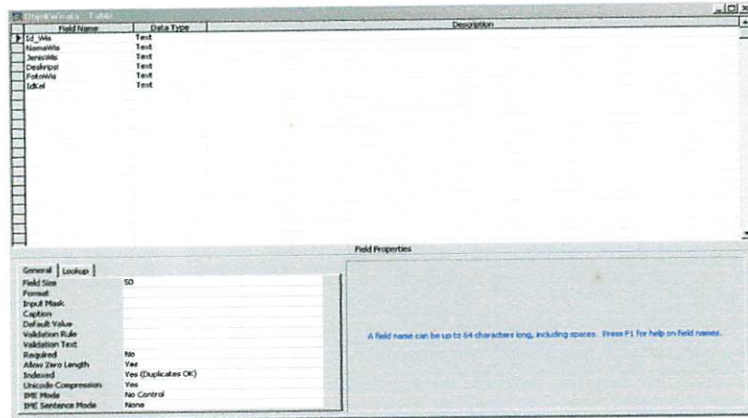 ObyekWisata : Table
Field Name Data Type Description
Id_Wis Text
NamaWis Text
JenisWis Text
Deskripsi Text
FotoWis Text
IdKel Text
Field Properties
General Lookup
Field Size 50
Format
Input Mask
Caption
Default Value
Validation Rule
Validation Text
Required No
Allow Zero Length Yes
Indexed Yes (Duplicates OK)
Unicode Compression Yes
IME Mode No Control
IME Sentence Mode None
A field name can be up to 64 characters long, including spaces. Press F1 for help on field names.